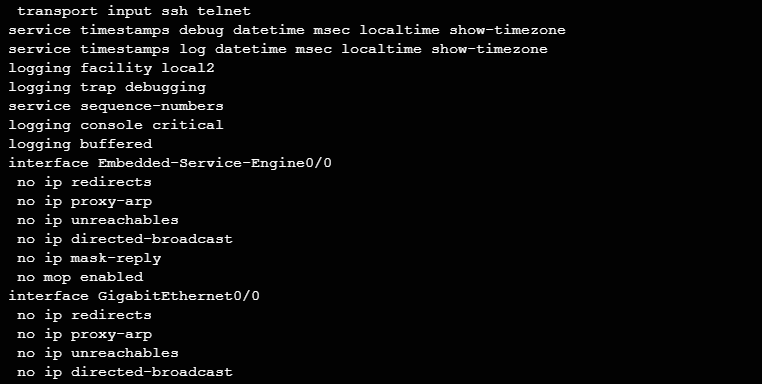 transport input ssh telnet
service timestamps debug datetime msec localtime show-timezone
service timestamps log datetime msec localtime show-timezone
logging facility local2
logging trap debugging
service sequence-numbers
logging console critical
logging buffered
interface Embedded-Service-Engine0/0
no ip redirects
no ip proxy-arp
no ip unreachables
no ip directed-broadcast
no ip mask-reply
no mop enabled
interface GigabitEthernet0/0
no ip redirects
no ip proxy-arp
no ip unreachables
no ip directed-broadcast